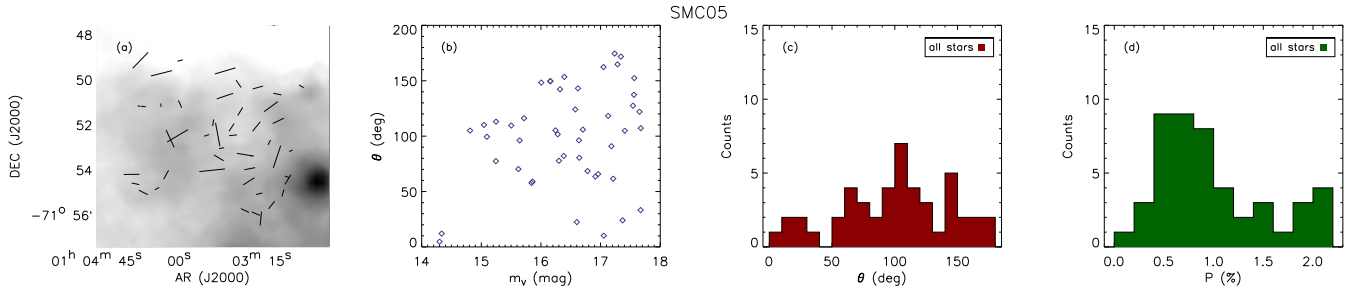 SMC05
(a)
48
50
52
54
−71° 56'
DEC (J2000)
01ʰ 04ᵐ 45ˢ 00ˢ 03ᵐ 15ˢ
AR (J2000)
(b)
200
150
100
50
0
θ (deg)
14 15 16 17 18
mᵥ (mag)
(c)
all stars
15
10
5
0
Counts
0 50 100 150
θ (deg)
(d)
all stars
15
10
5
0
Counts
0.0 0.5 1.0 1.5 2.0
P (%)